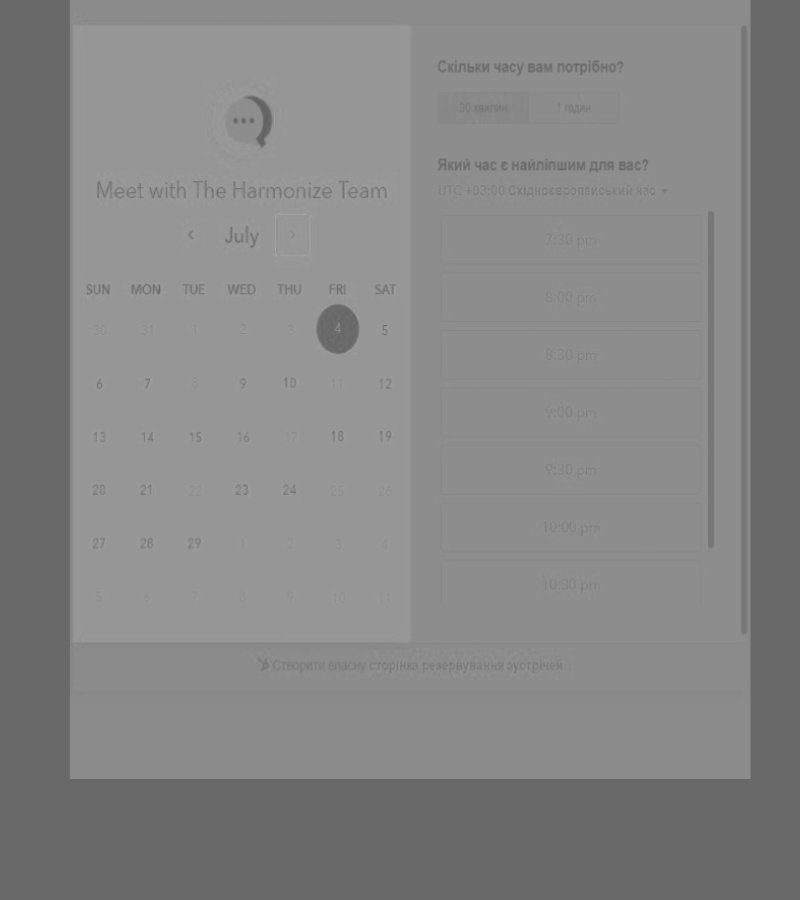 Meet with The Harmonize Team
July
SUN MON TUE WED THU FRI SAT
30 31 1 2 3 4 5
6 7 8 9 10 11 12
13 14 15 16 17 18 19
20 21 22 23 24 25 26
27 28 29 1 2 3 4
5 6 7 8 9 10 11
Скільки часу вам потрібно?
30 хвилин 1 годин
Який час є найліпшим для вас?
UTC +03:00 Східноєвропейський час
7:30 pm
8:00 pm
8:30 pm
9:00 pm
9:30 pm
10:00 pm
10:30 pm
Створити власну сторінка резервування зустрічей